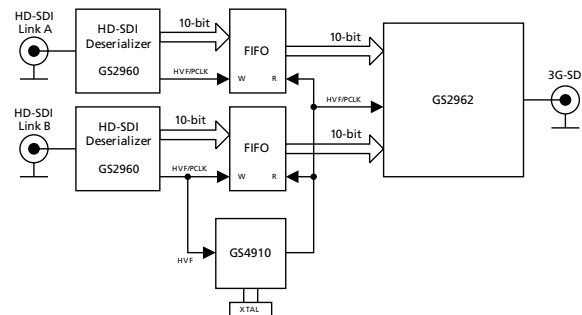 HD-SDI
Link A
HD-SDI
Deserializer
GS2960
10-bit
HVF/PCLK
FIFO
W
R
10-bit
HVF/PCLK
GS2962
3G-SD
HD-SDI
Link B
HD-SDI
Deserializer
GS2960
10-bit
HVF/PCLK
FIFO
W
R
10-bit
HVF
GS4910
XTAL